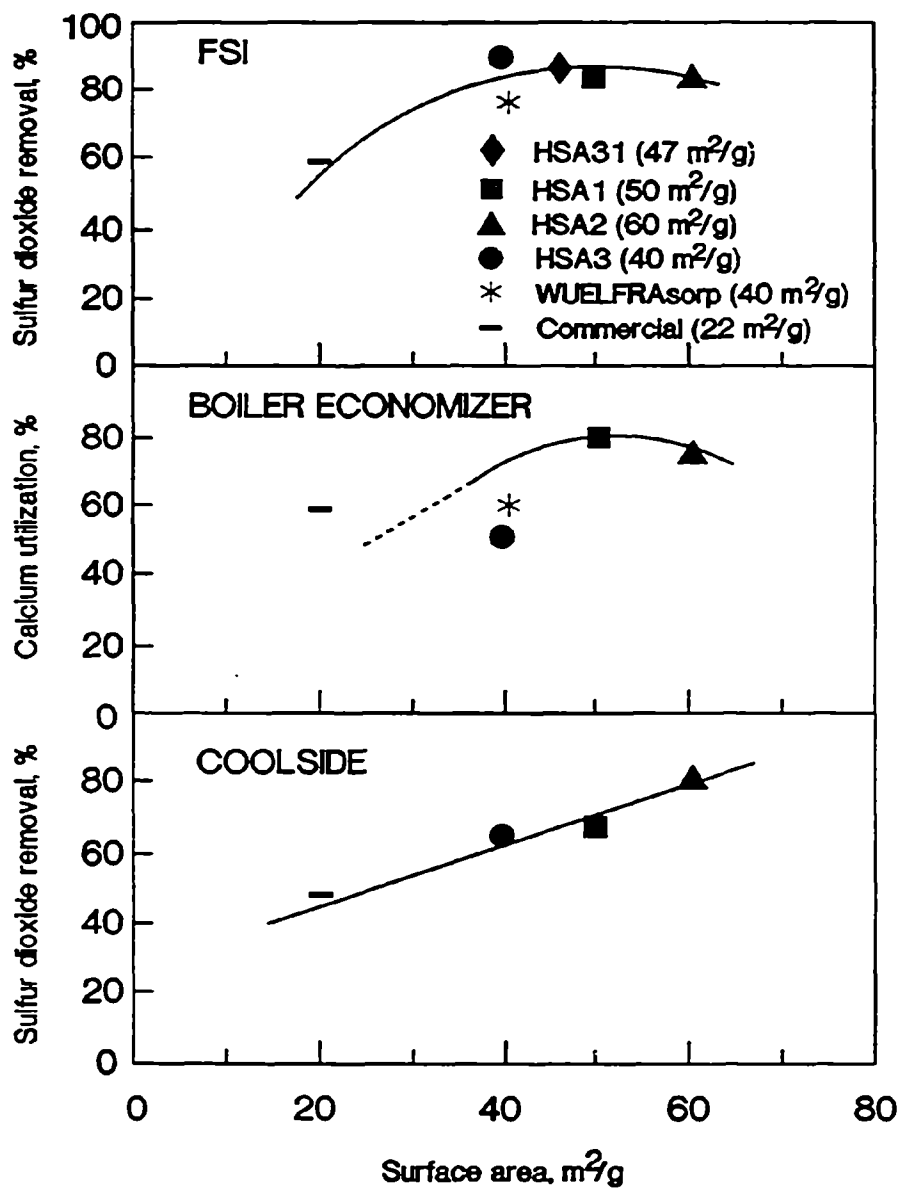 FSI
Sulfur dioxide removal, %
100
80
60
40
20
0
HSA31 (47 m²/g)
HSA1 (50 m²/g)
HSA2 (60 m²/g)
HSA3 (40 m²/g)
WUELFRAsorp (40 m²/g)
Commercial (22 m²/g)
BOILER ECONOMIZER
Calcium utilization, %
80
60
40
20
0
COOLSIDE
Sulfur dioxide removal, %
80
60
40
20
0
0 20 40 60 80
Surface area, m²/g